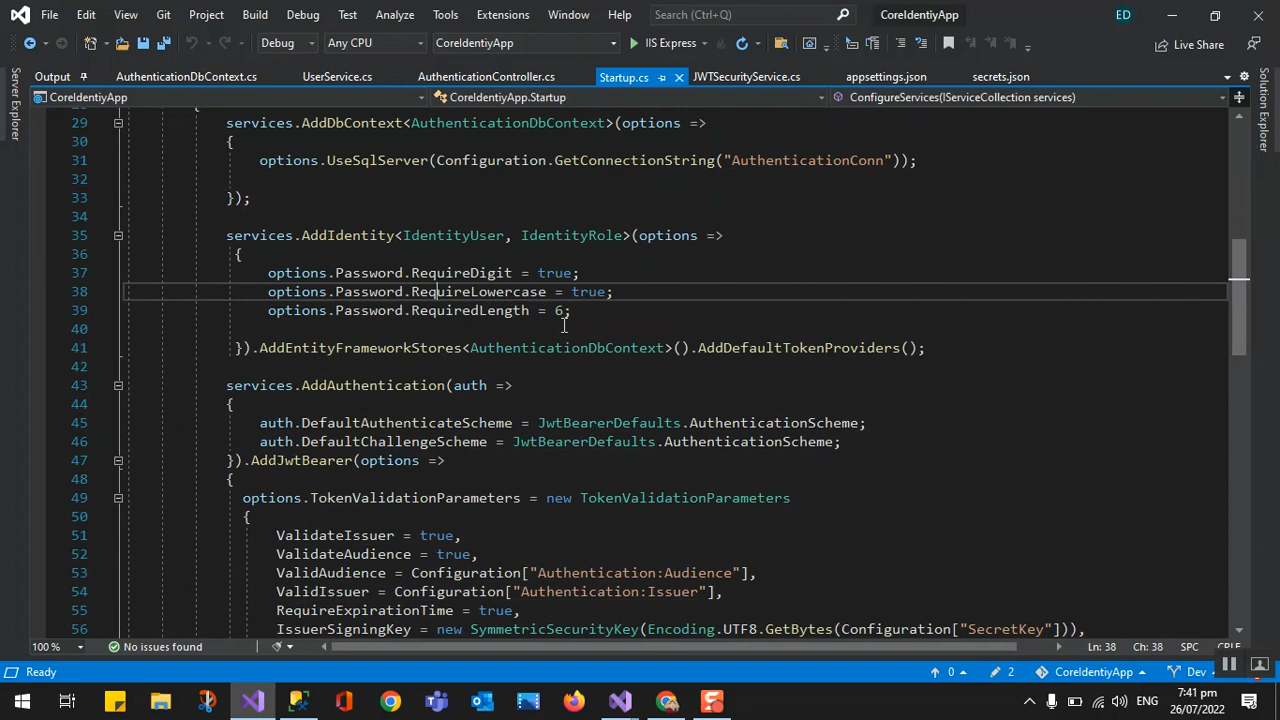 File Edit View Git Project Build Debug Test Analyze Tools Extensions Window Help Search (Ctrl+Q) CoreIdentiyApp ED
Debug Any CPU CoreIdentiyApp IIS Express Live Share
Output AuthenticationDbContext.cs UserService.cs AuthenticationController.cs Startup.cs JWTSecurityService.cs appsettings.json secrets.json
CoreIdentiyApp CoreIdentiyApp.Startup ConfigureServices(IServiceCollection services)
Server Explorer
Solution Explorer
29 services.AddDbContext<AuthenticationDbContext>(options =>
30 {
31 options.UseSqlServer(Configuration.GetConnectionString("AuthenticationConn"));
32
33 });
34
35 services.AddIdentity<IdentityUser, IdentityRole>(options =>
36 {
37 options.Password.RequireDigit = true;
38 options.Password.RequireLowercase = true;
39 options.Password.RequiredLength = 6;
40
41 }).AddEntityFrameworkStores<AuthenticationDbContext>().AddDefaultTokenProviders();
42
43 services.AddAuthentication(auth =>
44 {
45 auth.DefaultAuthenticateScheme = JwtBearerDefaults.AuthenticationScheme;
46 auth.DefaultChallengeScheme = JwtBearerDefaults.AuthenticationScheme;
47 }).AddJwtBearer(options =>
48 {
49 options.TokenValidationParameters = new TokenValidationParameters
50 {
51 ValidateIssuer = true,
52 ValidateAudience = true,
53 ValidAudience = Configuration["Authentication:Audience"],
54 ValidIssuer = Configuration["Authentication:Issuer"],
55 RequireExpirationTime = true,
56 IssuerSigningKey = new SymmetricSecurityKey(Encoding.UTF8.GetBytes(Configuration["SecretKey"])),
100 % No issues found Ln: 38 Ch: 38 SPC CRLF
Ready 0 2 CoreIdentiyApp Dev
ENG 7:41 pm
26/07/2022